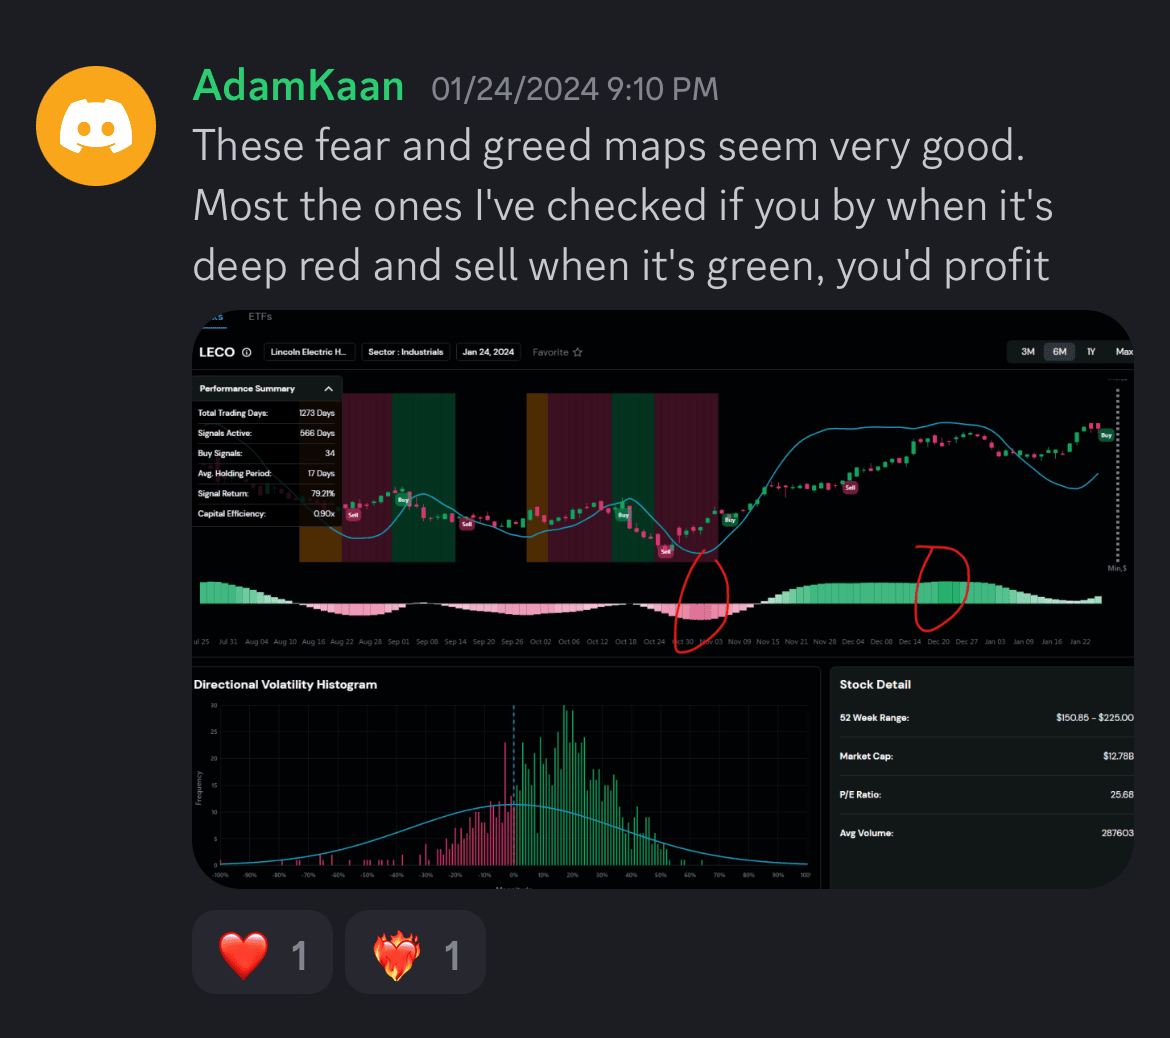 AdamKaan 01/24/2024 9:10 PM
These fear and greed maps seem very good.
Most the ones I've checked if you by when it's
deep red and sell when it's green, you'd profit
ETFs
LECO Lincoln Electric H... Sector : Industrials Jan 24, 2024 Favorite 3M 6M 1Y Max
Performance Summary
Total Trading Days: 1273 Days
Signals Active: 566 Days
Buy Signals: 34
Avg. Holding Period: 17 Days
Signal Return: 79.21%
Capital Efficiency: 0.90x
Buy
Sell
Buy
Sell
Buy
Sell
Buy
Sell
Buy
Min,$
Jul 25 Jul 31 Aug 04 Aug 10 Aug 16 Aug 22 Aug 28 Sep 01 Sep 08 Sep 14 Sep 20 Sep 26 Oct 02 Oct 06 Oct 12 Oct 18 Oct 24 Oct 30 Nov 03 Nov 09 Nov 15 Nov 21 Nov 28 Dec 04 Dec 08 Dec 14 Dec 20 Dec 27 Jan 03 Jan 09 Jan 16 Jan 22
Directional Volatility Histogram
Frequency
30
25
20
15
10
5
0
-100% -90% -80% -70% -60% -50% -40% -30% -20% -10% 0% 10% 20% 30% 40% 50% 60% 70% 80% 90% 100
Stock Detail
52 Week Range: $150.85 - $225.00
Market Cap: $12.78B
P/E Ratio: 25.68
Avg Volume: 287603
1 1